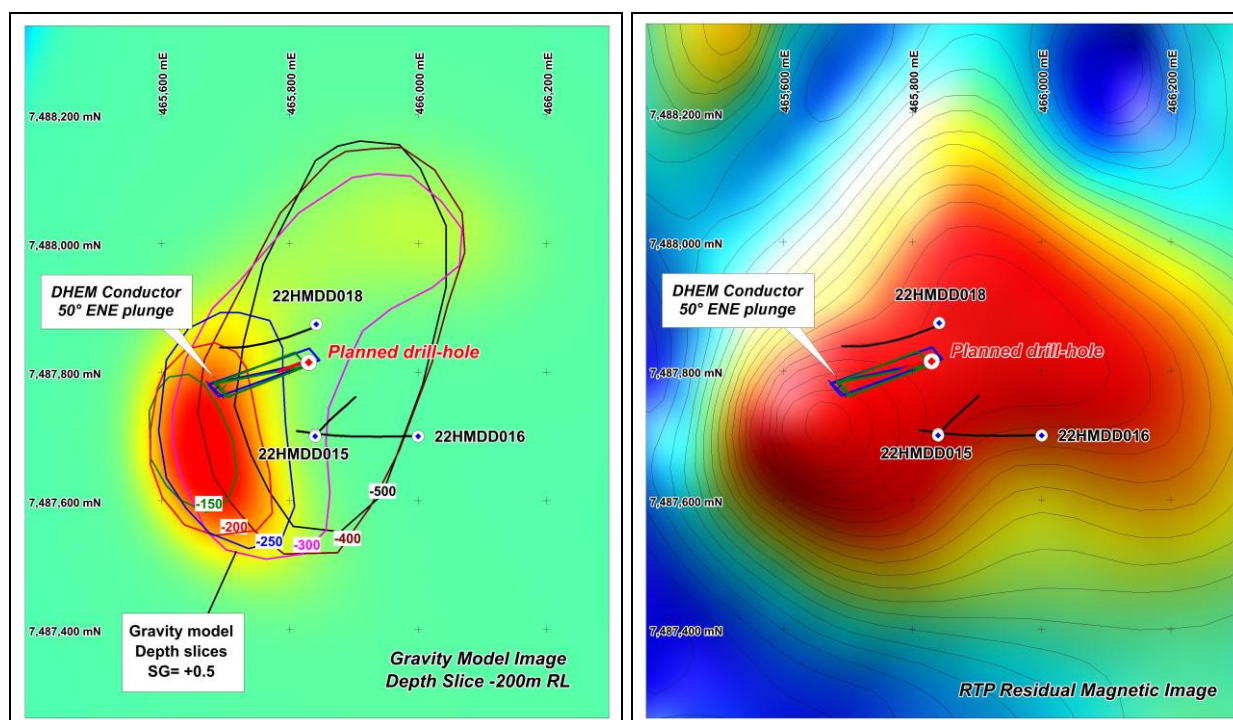 465,600 mE
465,800 mE
466,000 mE
466,200 mE
7,488,200 mN
7,488,000 mN
DHEM Conductor
50° ENE plunge
22HMDD018
Planned drill-hole
7,487,800 mN
22HMDD015
22HMDD016
7,487,600 mN
-150
-200
-250
-300
-400
-500
Gravity model
Depth slices
SG= +0.5
7,487,400 mN
Gravity Model Image
Depth Slice -200m RL
465,600 mE
465,800 mE
466,000 mE
466,200 mE
7,488,200 mN
7,488,000 mN
DHEM Conductor
50° ENE plunge
22HMDD018
Planned drill-hole
7,487,800 mN
22HMDD015
22HMDD016
7,487,600 mN
7,487,400 mN
RTP Residual Magnetic Image